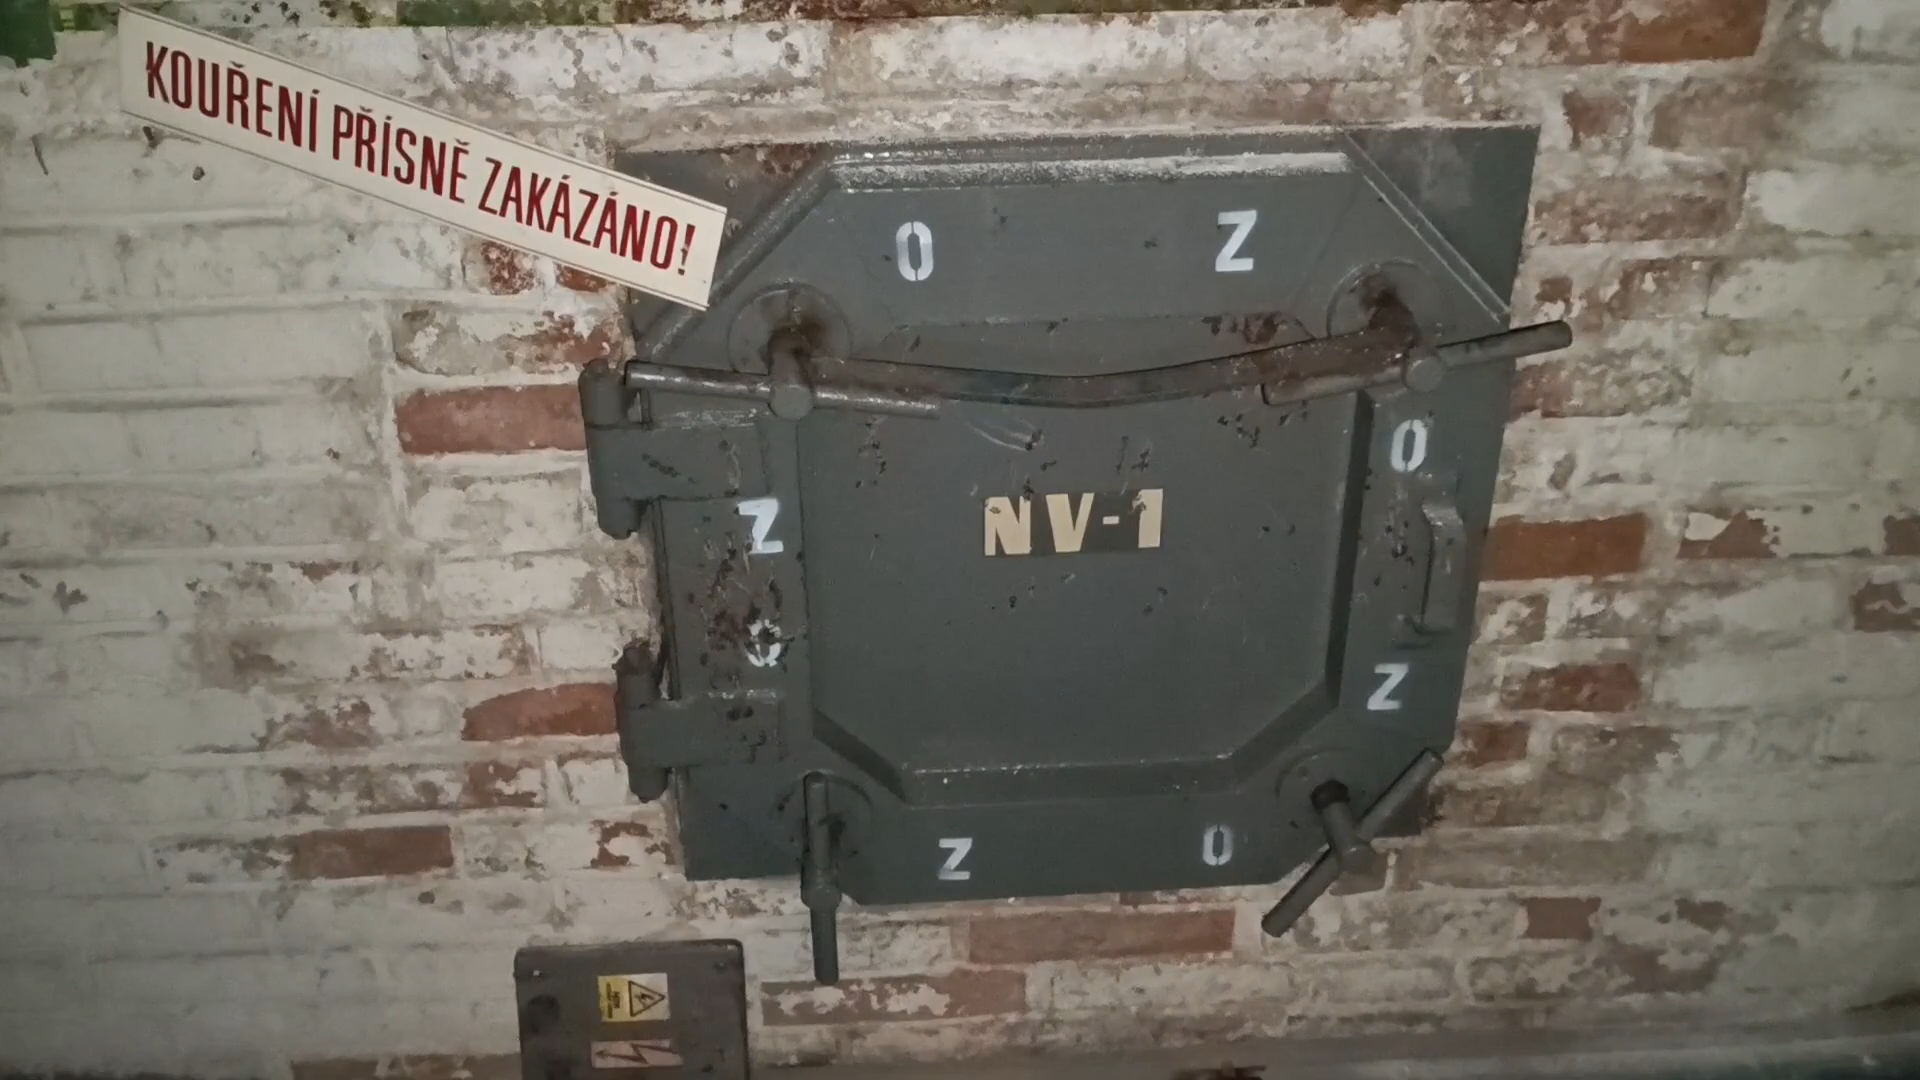 KOUŘENÍ PŘÍSNĚ ZAKÁZÁNO!
O Z
O
NV-1
Z
O
Z
Z O